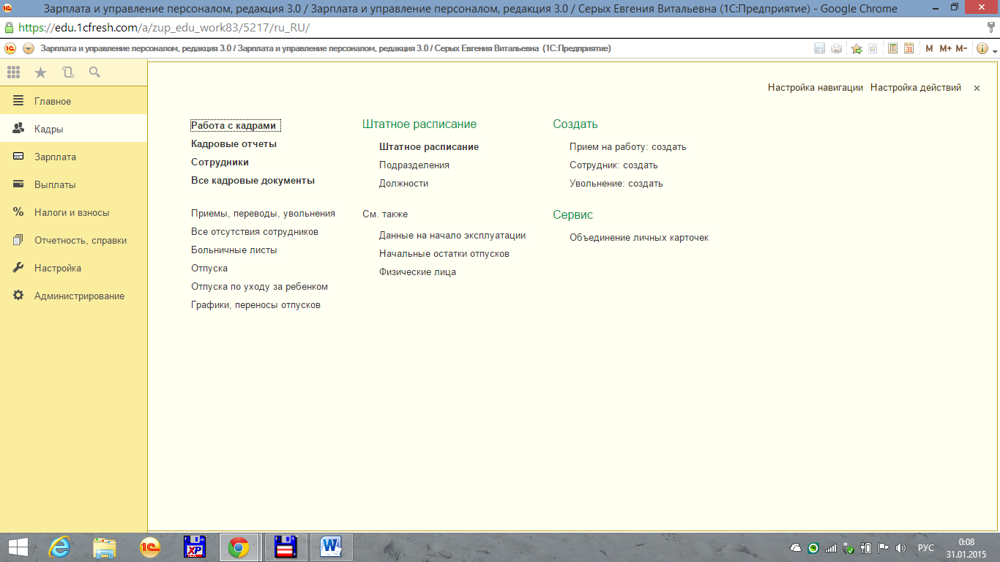 Зарплата и управление персоналом, редакция 3.0 / Зарплата и управление персоналом, редакция 3.0 / Серых Евгения Витальевна (1С:Предприятие) - Google Chrome
https://edu.1cfresh.com/a/zup_edu_work83/5217/ru_RU/
Зарплата и управление персоналом, редакция 3.0 / Зарплата и управление персоналом, редакция 3.0 / Серых Евгения Витальевна (1С:Предприятие)
31
M M+ M-
Настройка навигации Настройка действий
Главное
Кадры
Зарплата
Выплаты
Налоги и взносы
Отчетность, справки
Настройка
Администрирование
Работа с кадрами
Кадровые отчеты
Сотрудники
Все кадровые документы
Приемы, переводы, увольнения
Все отсутствия сотрудников
Больничные листы
Отпуска
Отпуска по уходу за ребенком
Графики, переносы отпусков
Штатное расписание
Штатное расписание
Подразделения
Должности
См. также
Данные на начало эксплуатации
Начальные остатки отпусков
Физические лица
Создать
Прием на работу: создать
Сотрудник: создать
Увольнение: создать
Сервис
Объединение личных карточек
1С
XP
W
РУС
0:08
31.01.2015